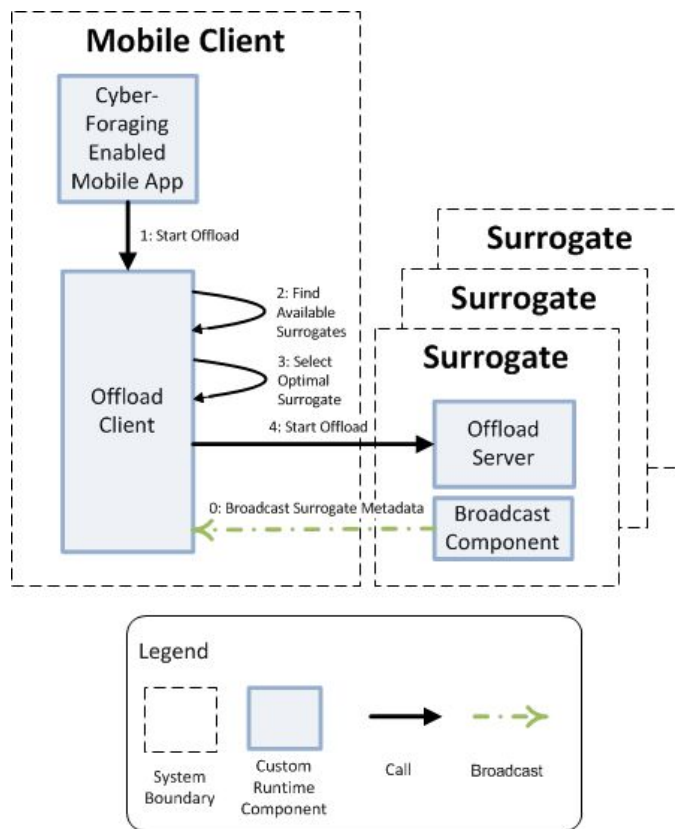 Mobile Client
Cyber-
Foraging
Enabled
Mobile App
1: Start Offload
Surrogate
Surrogate
Surrogate
2: Find
Available
Surrogates
3: Select
Optimal
Surrogate
Offload
Client
4: Start Offload
Offload
Server
0: Broadcast Surrogate Metadata
Broadcast
Component
Legend
System
Boundary
Custom
Runtime
Component
Call
Broadcast